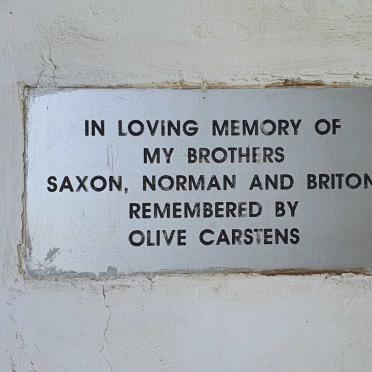 IN LOVING MEMORY OF
MY BROTHERS
SAXON, NORMAN AND BRITON
REMEMBERED BY
OLIVE CARSTENS